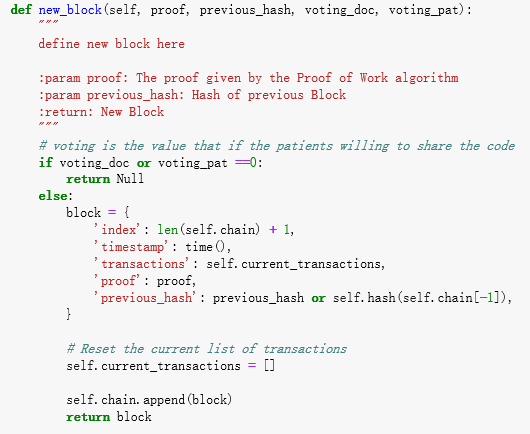 def new_block(self, proof, previous_hash, voting_doc, voting_pat):
    """
    define new block here

    :param proof: The proof given by the Proof of Work algorithm
    :param previous_hash: Hash of previous Block
    :return: New Block
    """
    # voting is the value that if the patients willing to share the code
    if voting_doc or voting_pat ==0:
        return Null
    else:
        block = {
            'index': len(self.chain) + 1,
            'timestamp': time(),
            'transactions': self.current_transactions,
            'proof': proof,
            'previous_hash': previous_hash or self.hash(self.chain[-1]),
        }

        # Reset the current list of transactions
        self.current_transactions = []

        self.chain.append(block)
        return block